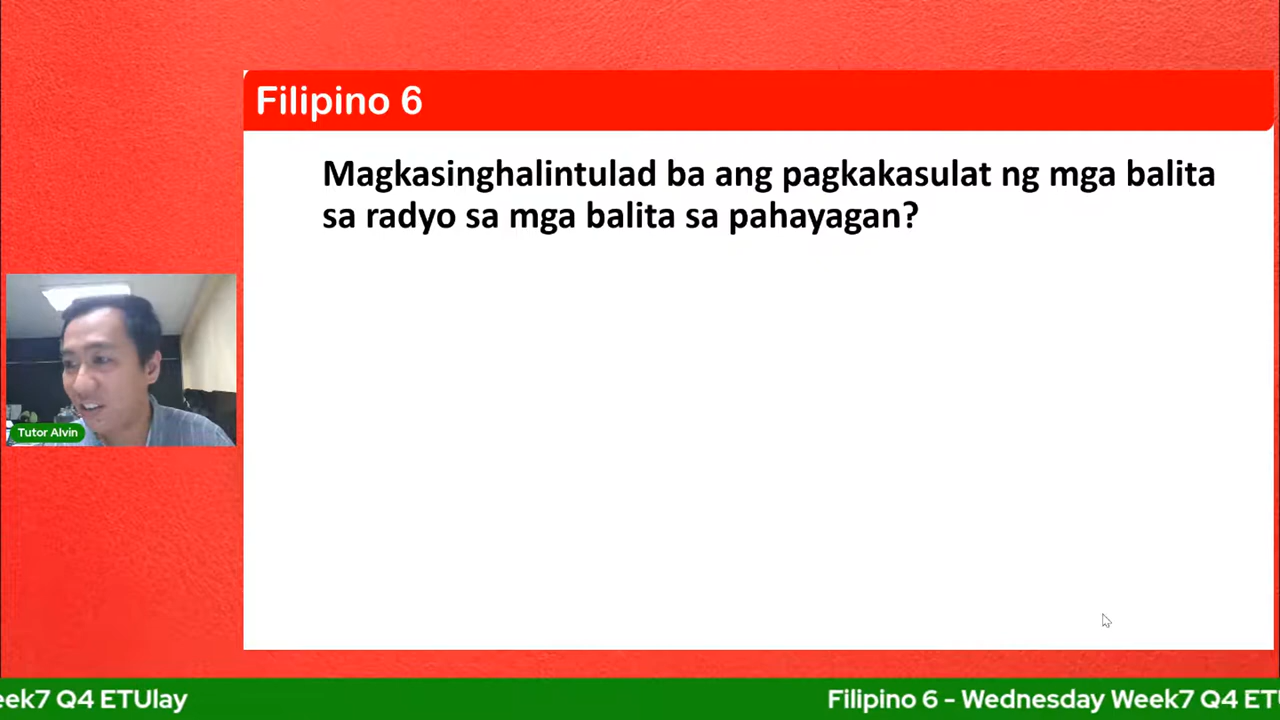 Filipino 6
Magkasinghalintulad ba ang pagkakasulat ng mga balita
sa radyo sa mga balita sa pahayagan?
Tutor Alvin
eek7 Q4 ETUlay
Filipino 6 - Wednesday Week7 Q4 ETU